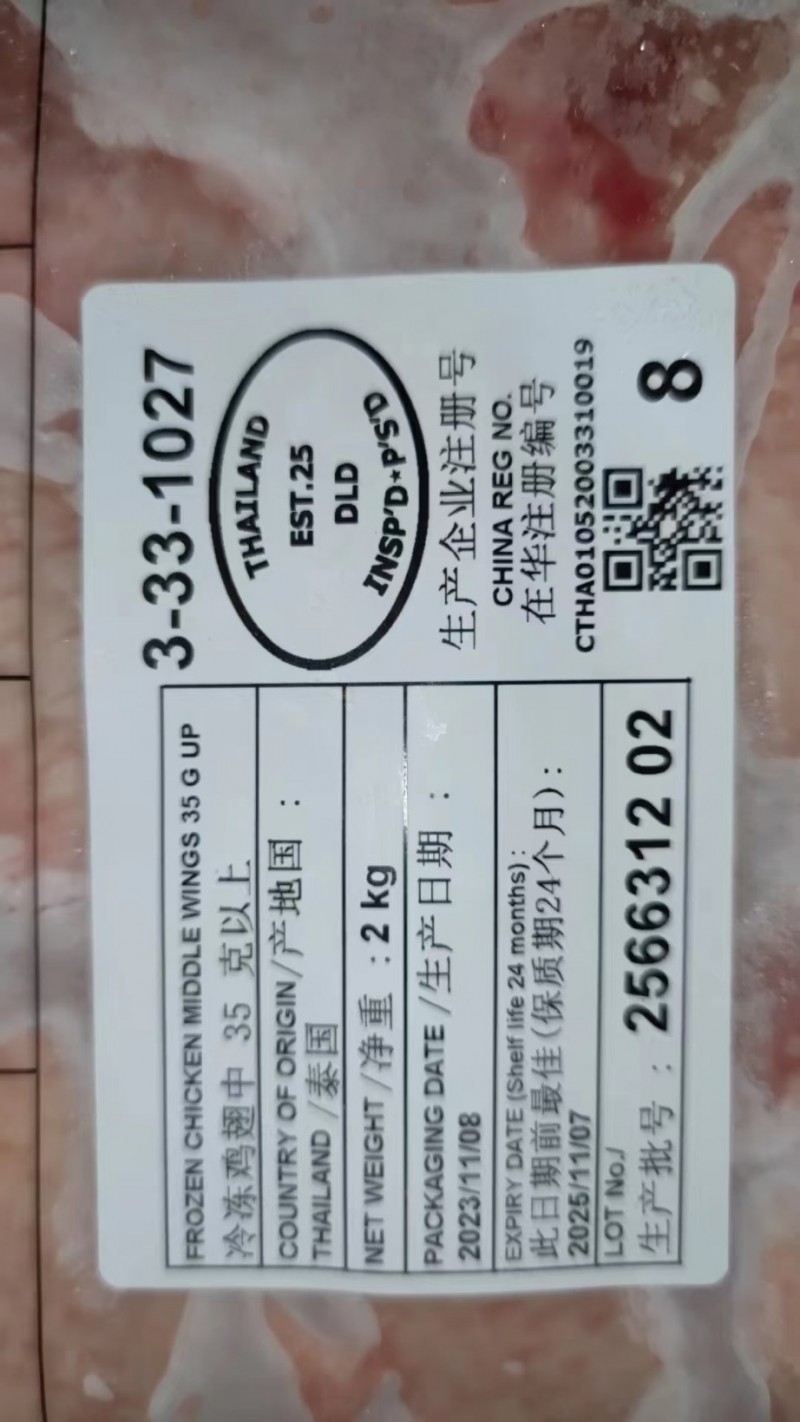 FROZEN CHICKEN MIDDLE WINGS 35 G UP
冷冻鸡翅中 35 克以上
COUNTRY OF ORIGIN/产地国：
THAILAND /泰国
NET WEIGHT /净重 : 2 kg
PACKAGING DATE /生产日期 :
2023/11/08
EXPIRY DATE (Shelf life 24 months):
此日期前最佳(保质期24个月):
2025/11/07
LOT No./
生产批号 : 2566312 02
3-33-1027
THAILAND
EST.25
DLD
INSP'D★P'S'D
生产企业注册号
CHINA REG NO.
在华注册编号
CTHA01052003310019
8